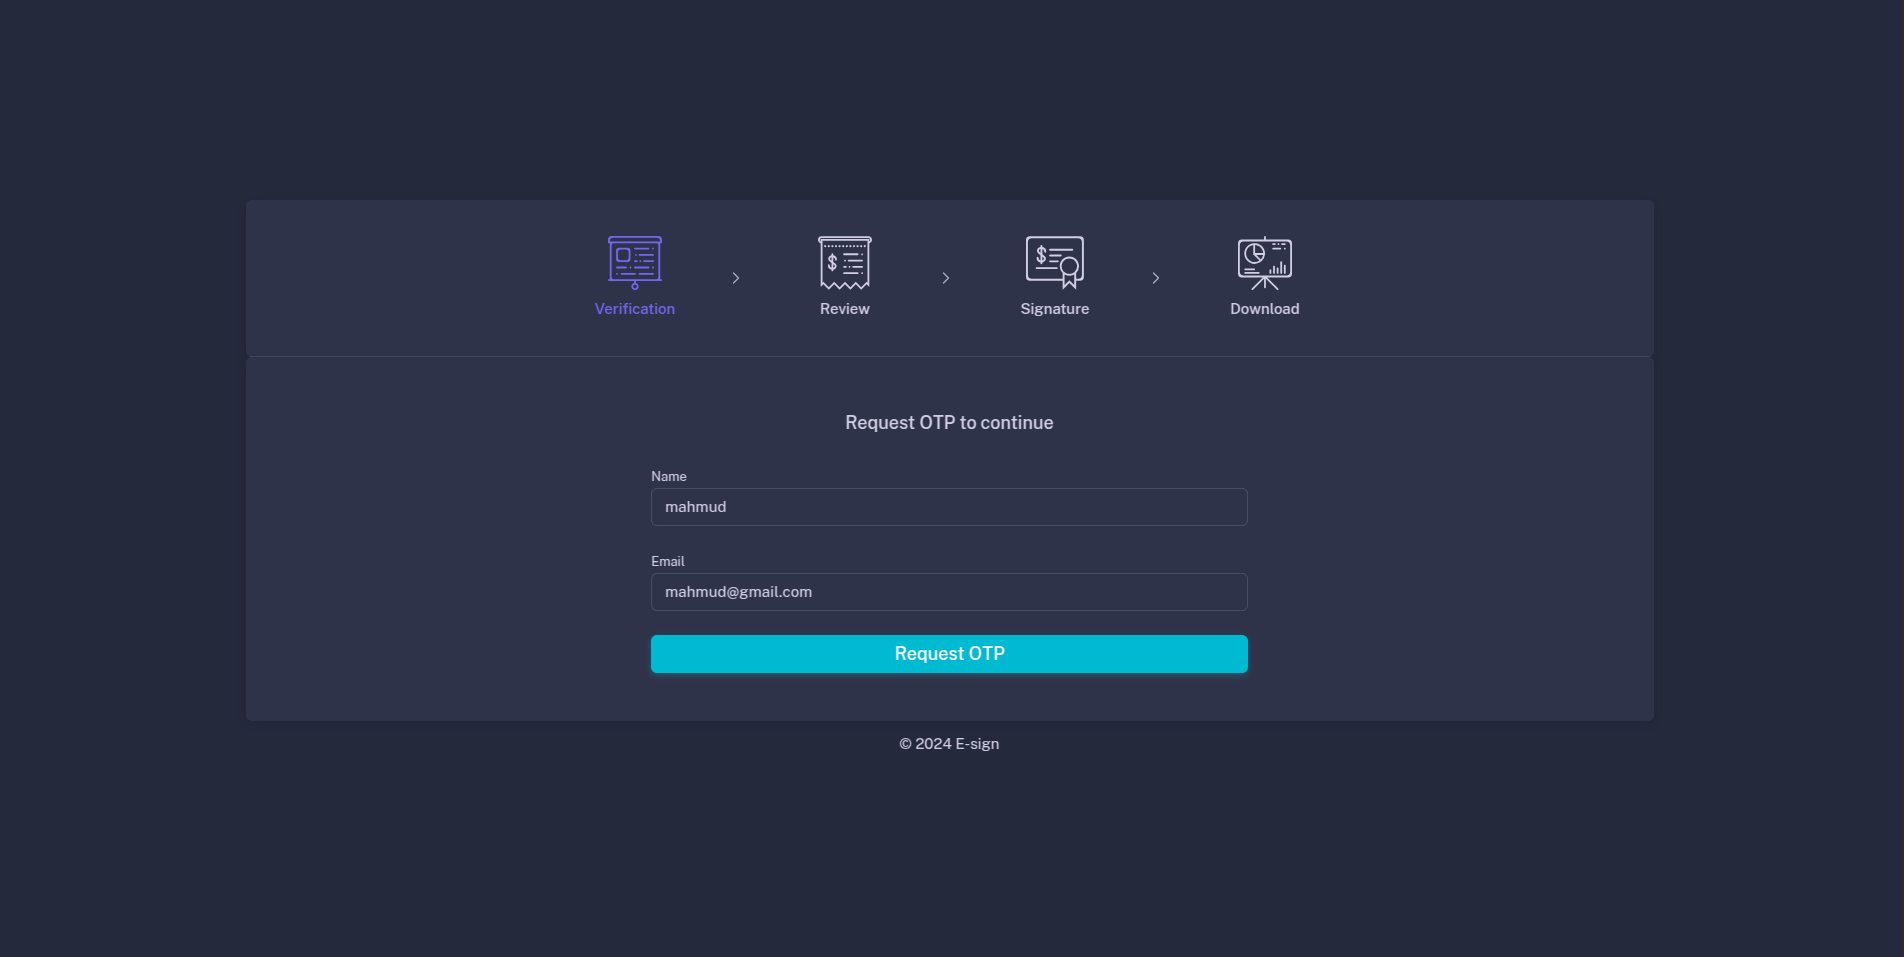 Verification
Review
Signature
Download
Request OTP to continue
Name
mahmud
Email
mahmud@gmail.com
Request OTP
© 2024 E-sign